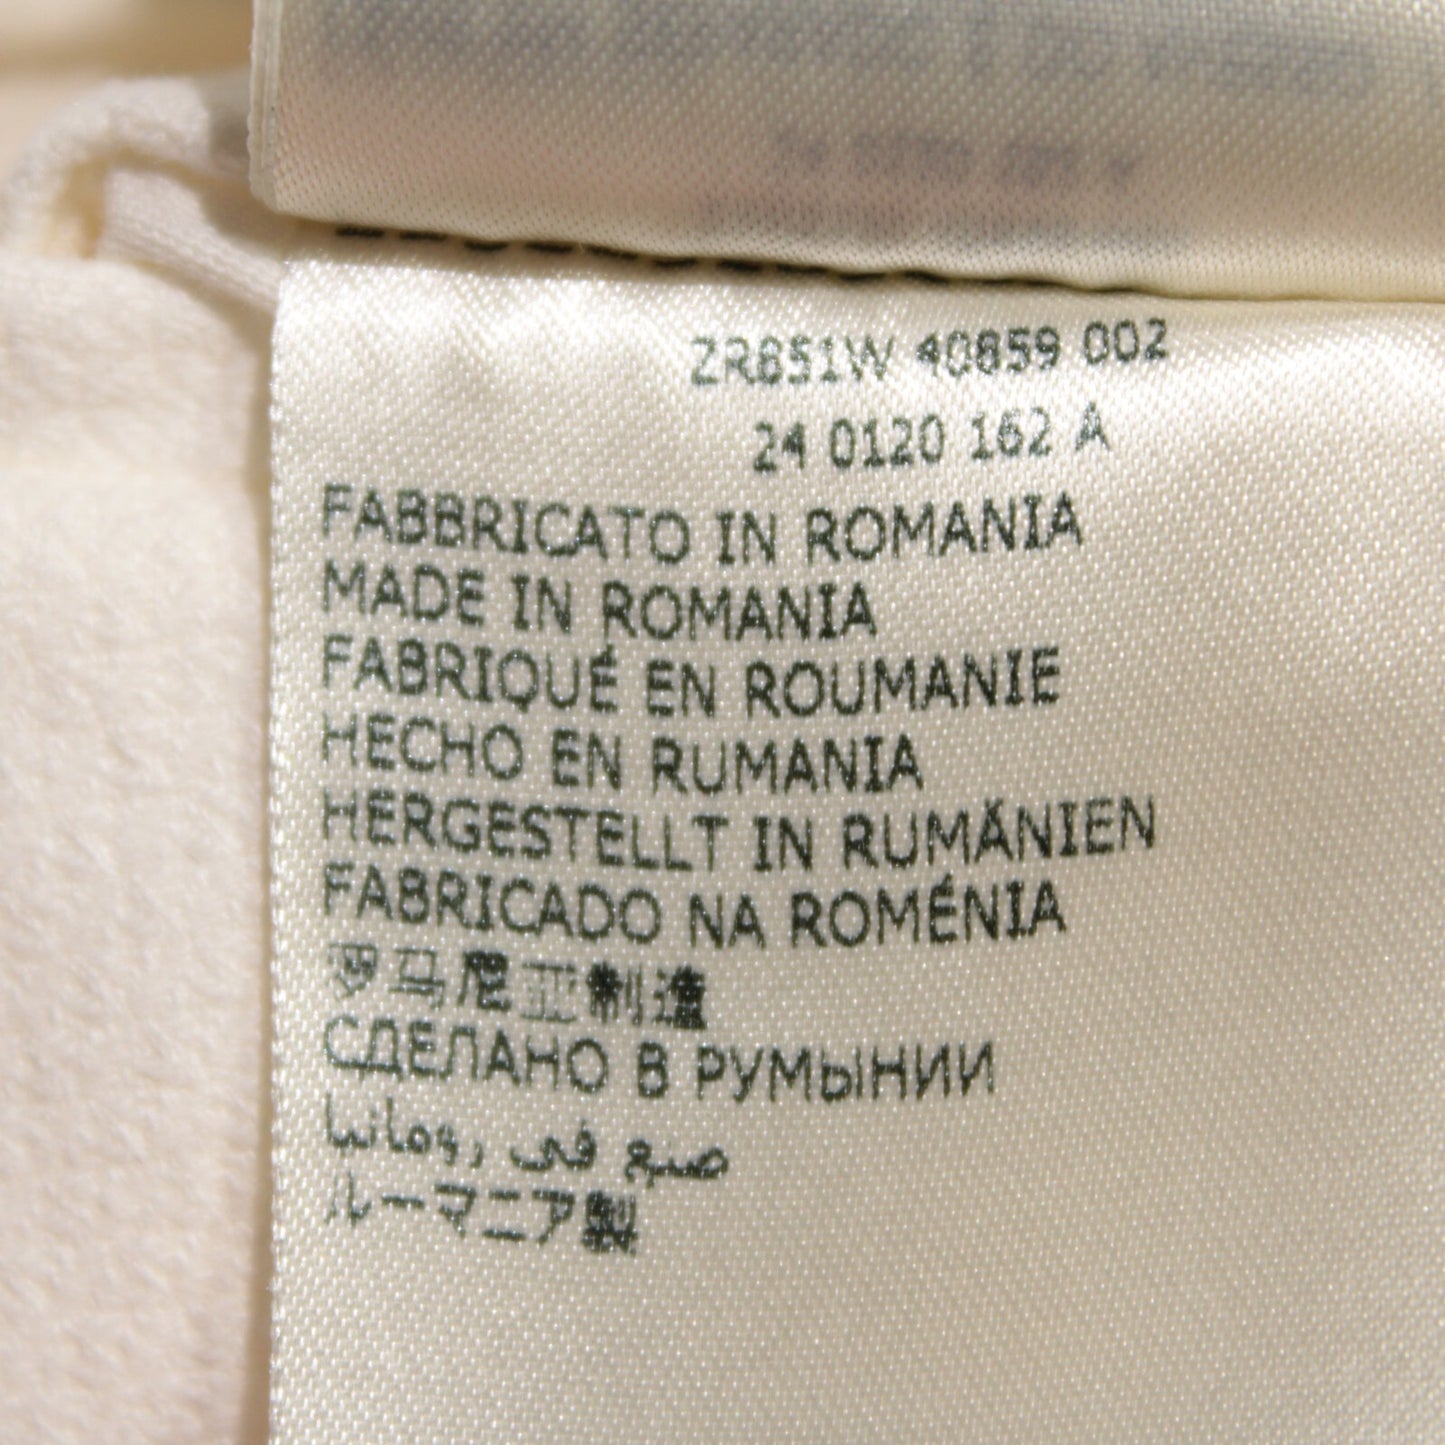 ZR851W 40859 002
24 0120 162 A
FABBRICATO IN ROMANIA
MADE IN ROMANIA
FABRIQUÉ EN ROUMANIE
HECHO EN RUMANIA
HERGESTELLT IN RUMÄNIEN
FABRICADO NA ROMÉNIA
罗马尼亚制造
СДЕЛАНО В РУМЫНИИ
صنع في رومانيا
ルーマニア製